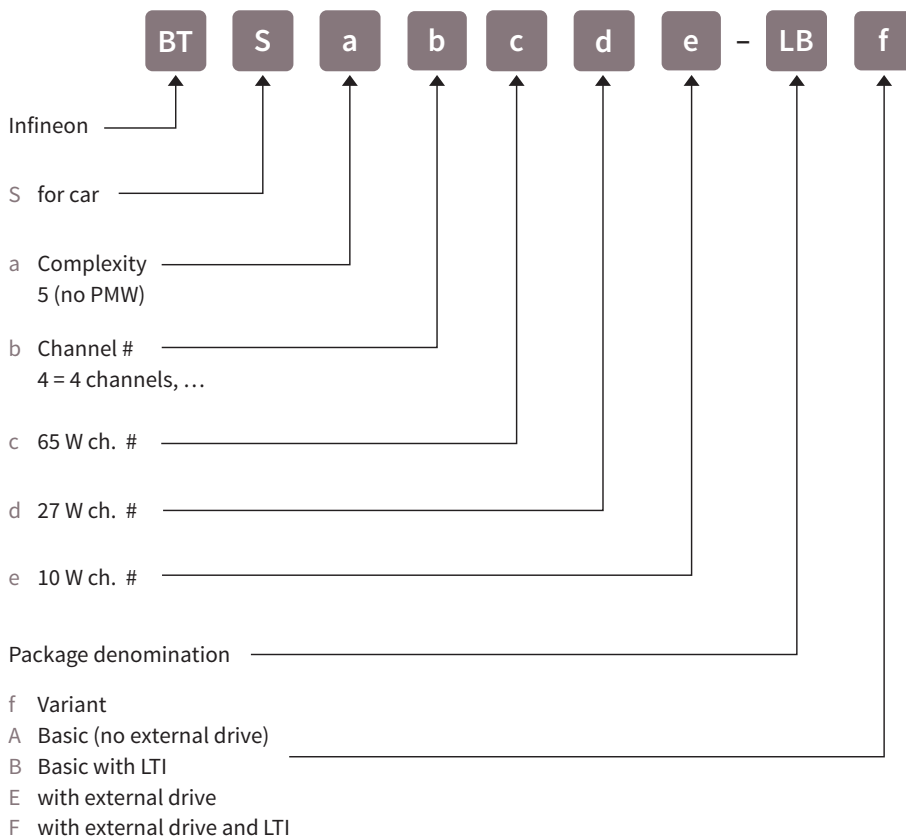 BT S a b c d e – LB f
Infineon
S for car
a Complexity
5 (no PMW)
b Channel #
4 = 4 channels, …
c 65 W ch. #
d 27 W ch. #
e 10 W ch. #
Package denomination
f Variant
A Basic (no external drive)
B Basic with LTI
E with external drive
F with external drive and LTI